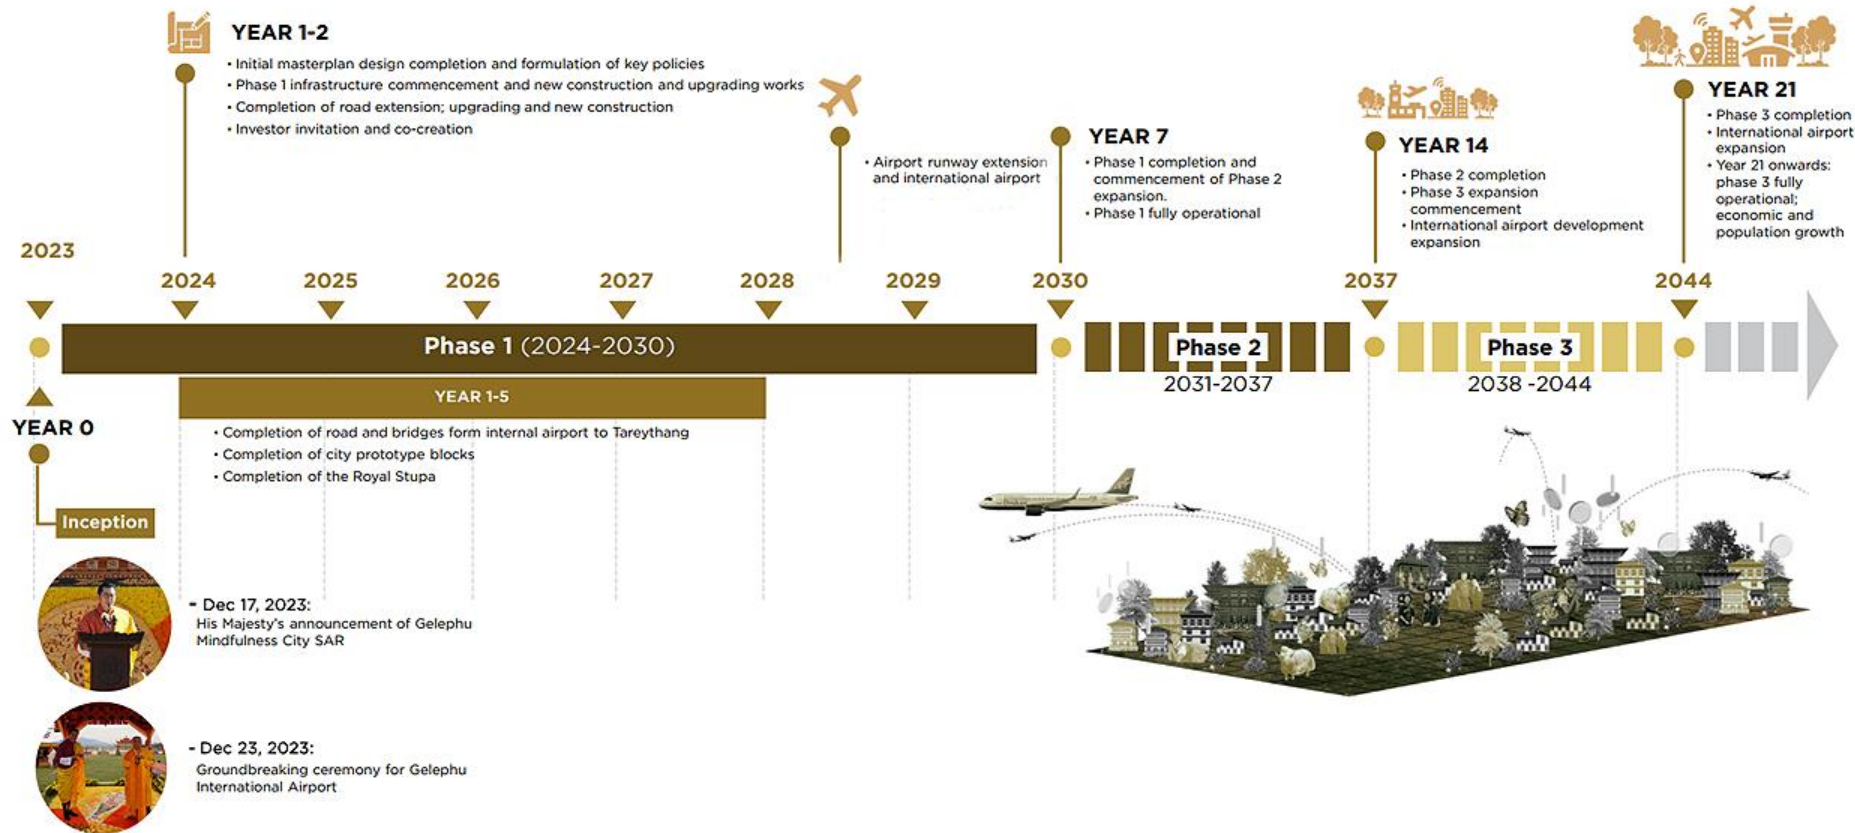 YEAR 1-2
• Initial masterplan design completion and formulation of key policies
• Phase 1 infrastructure commencement and new construction and upgrading works
• Completion of road extension; upgrading and new construction
• Investor invitation and co-creation
• Airport runway extension
and international airport
YEAR 7
• Phase 1 completion and
commencement of Phase 2
expansion.
• Phase 1 fully operational
YEAR 14
• Phase 2 completion
• Phase 3 expansion
commencement
• International airport development
expansion
YEAR 21
• Phase 3 completion
• International airport
expansion
• Year 21 onwards:
phase 3 fully
operational;
economic and
population growth
2023
2024
2025
2026
2027
2028
2029
2030
2037
2044
Phase 1 (2024-2030)
Phase 2
2031-2037
Phase 3
2038 -2044
YEAR 1-5
• Completion of road and bridges form internal airport to Tareythang
• Completion of city prototype blocks
• Completion of the Royal Stupa
YEAR 0
Inception
- Dec 17, 2023:
His Majesty's announcement of Gelephu
Mindfulness City SAR
- Dec 23, 2023:
Groundbreaking ceremony for Gelephu
International Airport